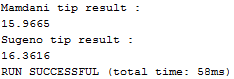 Mamdani tip result :
15.9665
Sugeno tip result :
16.3616
RUN SUCCESSFUL (total time: 58ms)